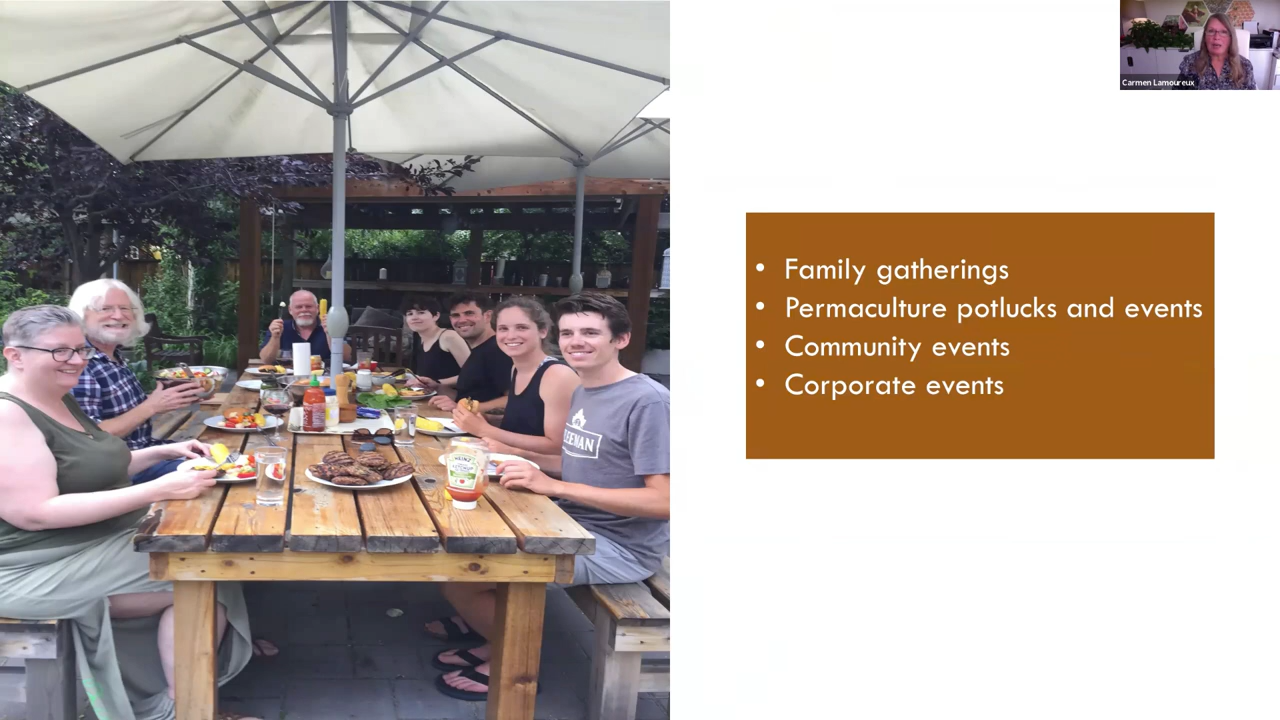 Carmen Lamoureux
• Family gatherings
• Permaculture potlucks and events
• Community events
• Corporate events
HEINZ